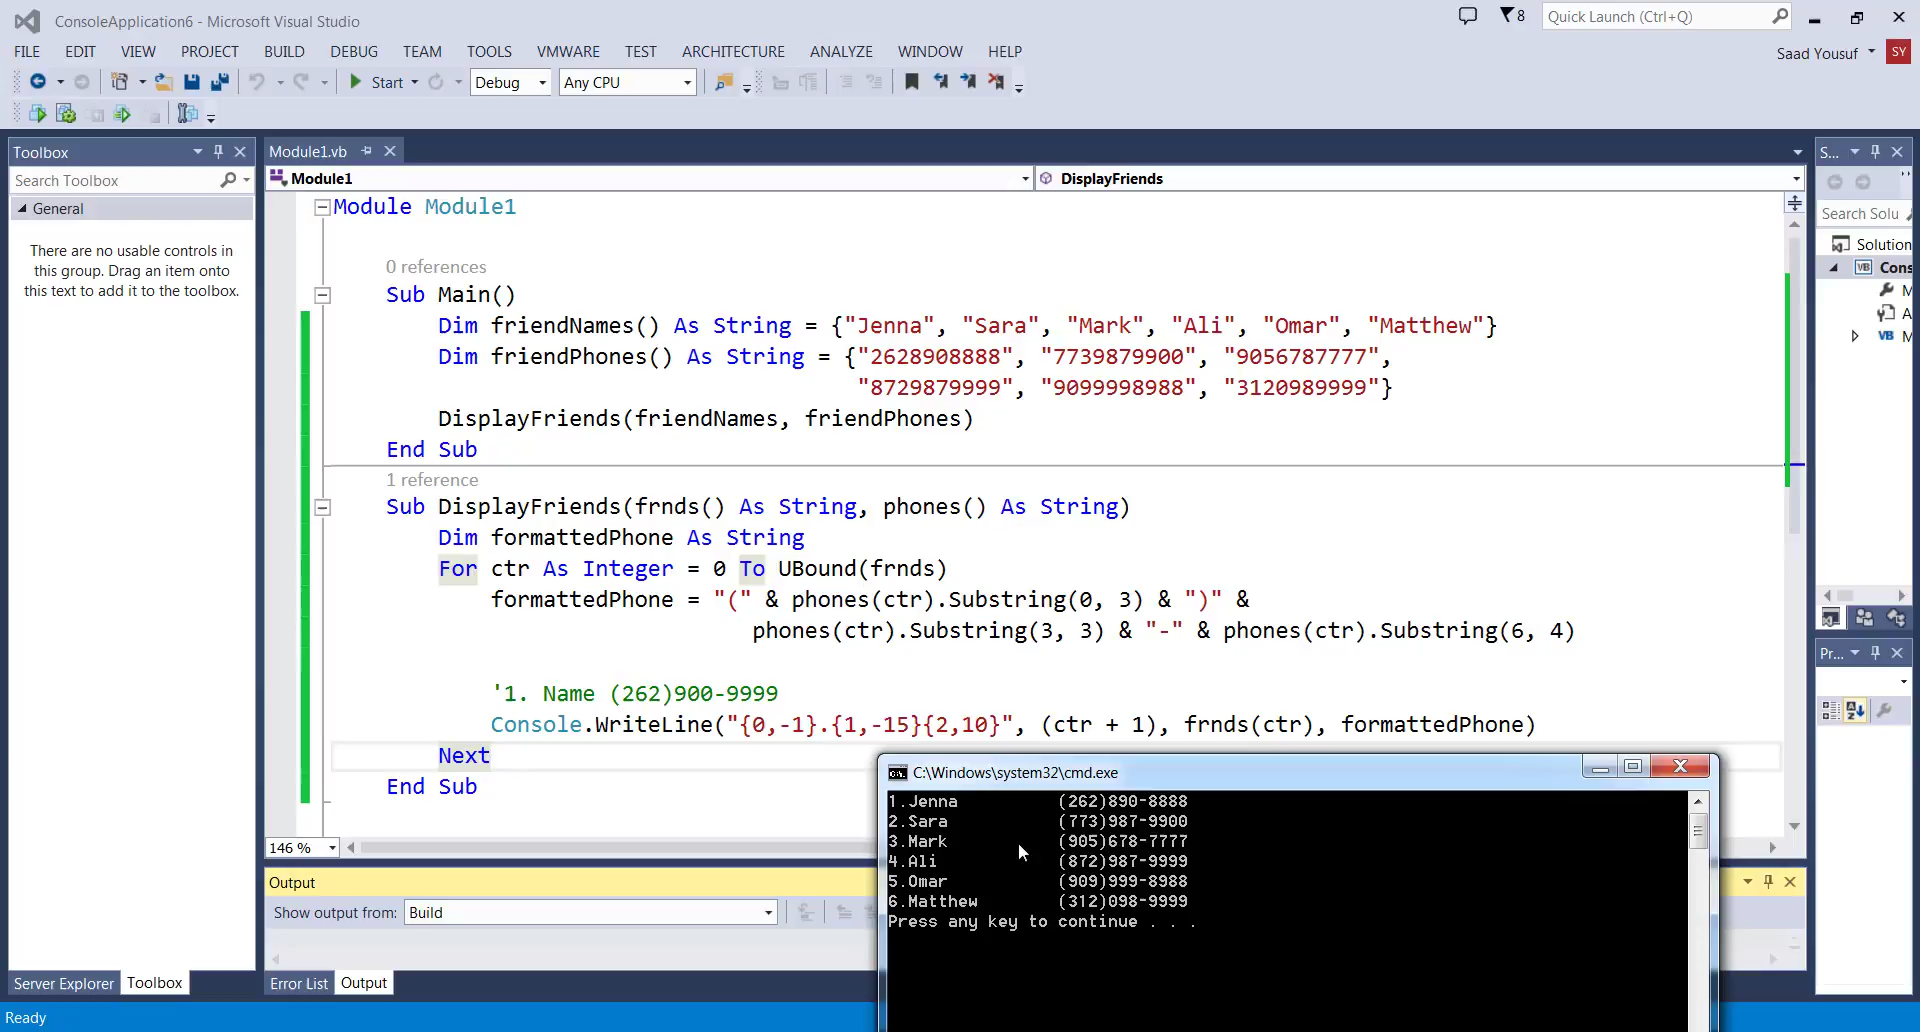 ConsoleApplication6 - Microsoft Visual Studio
8
Quick Launch (Ctrl+Q)
FILE EDIT VIEW PROJECT BUILD DEBUG TEAM TOOLS VMWARE TEST ARCHITECTURE ANALYZE WINDOW HELP
Saad Yousuf SY
Start Debug Any CPU
Toolbox
Search Toolbox
General
There are no usable controls in
this group. Drag an item onto
this text to add it to the toolbox.
Server Explorer Toolbox
Module1.vb
Module1 DisplayFriends
Module Module1
0 references
Sub Main()
Dim friendNames() As String = {"Jenna", "Sara", "Mark", "Ali", "Omar", "Matthew"}
Dim friendPhones() As String = {"2628908888", "7739879900", "9056787777",
"8729879999", "9099998988", "3120989999"}
DisplayFriends(friendNames, friendPhones)
End Sub
1 reference
Sub DisplayFriends(frnds() As String, phones() As String)
Dim formattedPhone As String
For ctr As Integer = 0 To UBound(frnds)
formattedPhone = "(" & phones(ctr).Substring(0, 3) & ")" &
phones(ctr).Substring(3, 3) & "-" & phones(ctr).Substring(6, 4)
'1. Name (262)900-9999
Console.WriteLine("{0,-1}.{1,-15}{2,10}", (ctr + 1), frnds(ctr), formattedPhone)
Next
End Sub
146 %
Output
Show output from: Build
Error List Output
C:\Windows\system32\cmd.exe
1.Jenna (262)890-8888
2.Sara (773)987-9900
3.Mark (905)678-7777
4.Ali (872)987-9999
5.Omar (909)999-8988
6.Matthew (312)098-9999
Press any key to continue . . .
S...
Search Solu
Solution
VB Cons
M
A
VB M
Pr...
Ready